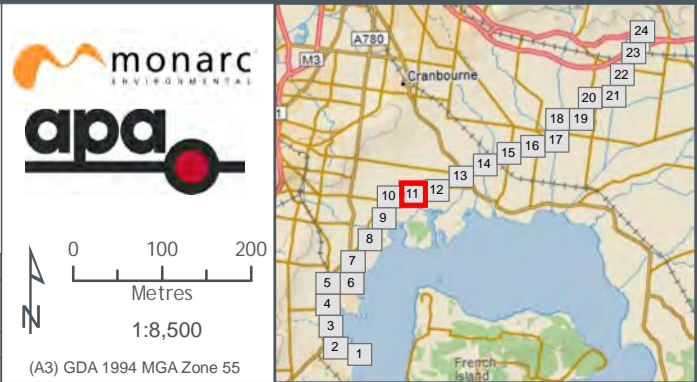 monarc
ENVIRONMENTAL
apa
0 100 200
Metres
N
1:8,500
(A3) GDA 1994 MGA Zone 55
A780
M3
Cranbourne
1
24
23
22
20 21
18 19
17
16
15
14
13
12
11
10
9
8
7
5 6
4
3
2 1
French
Island